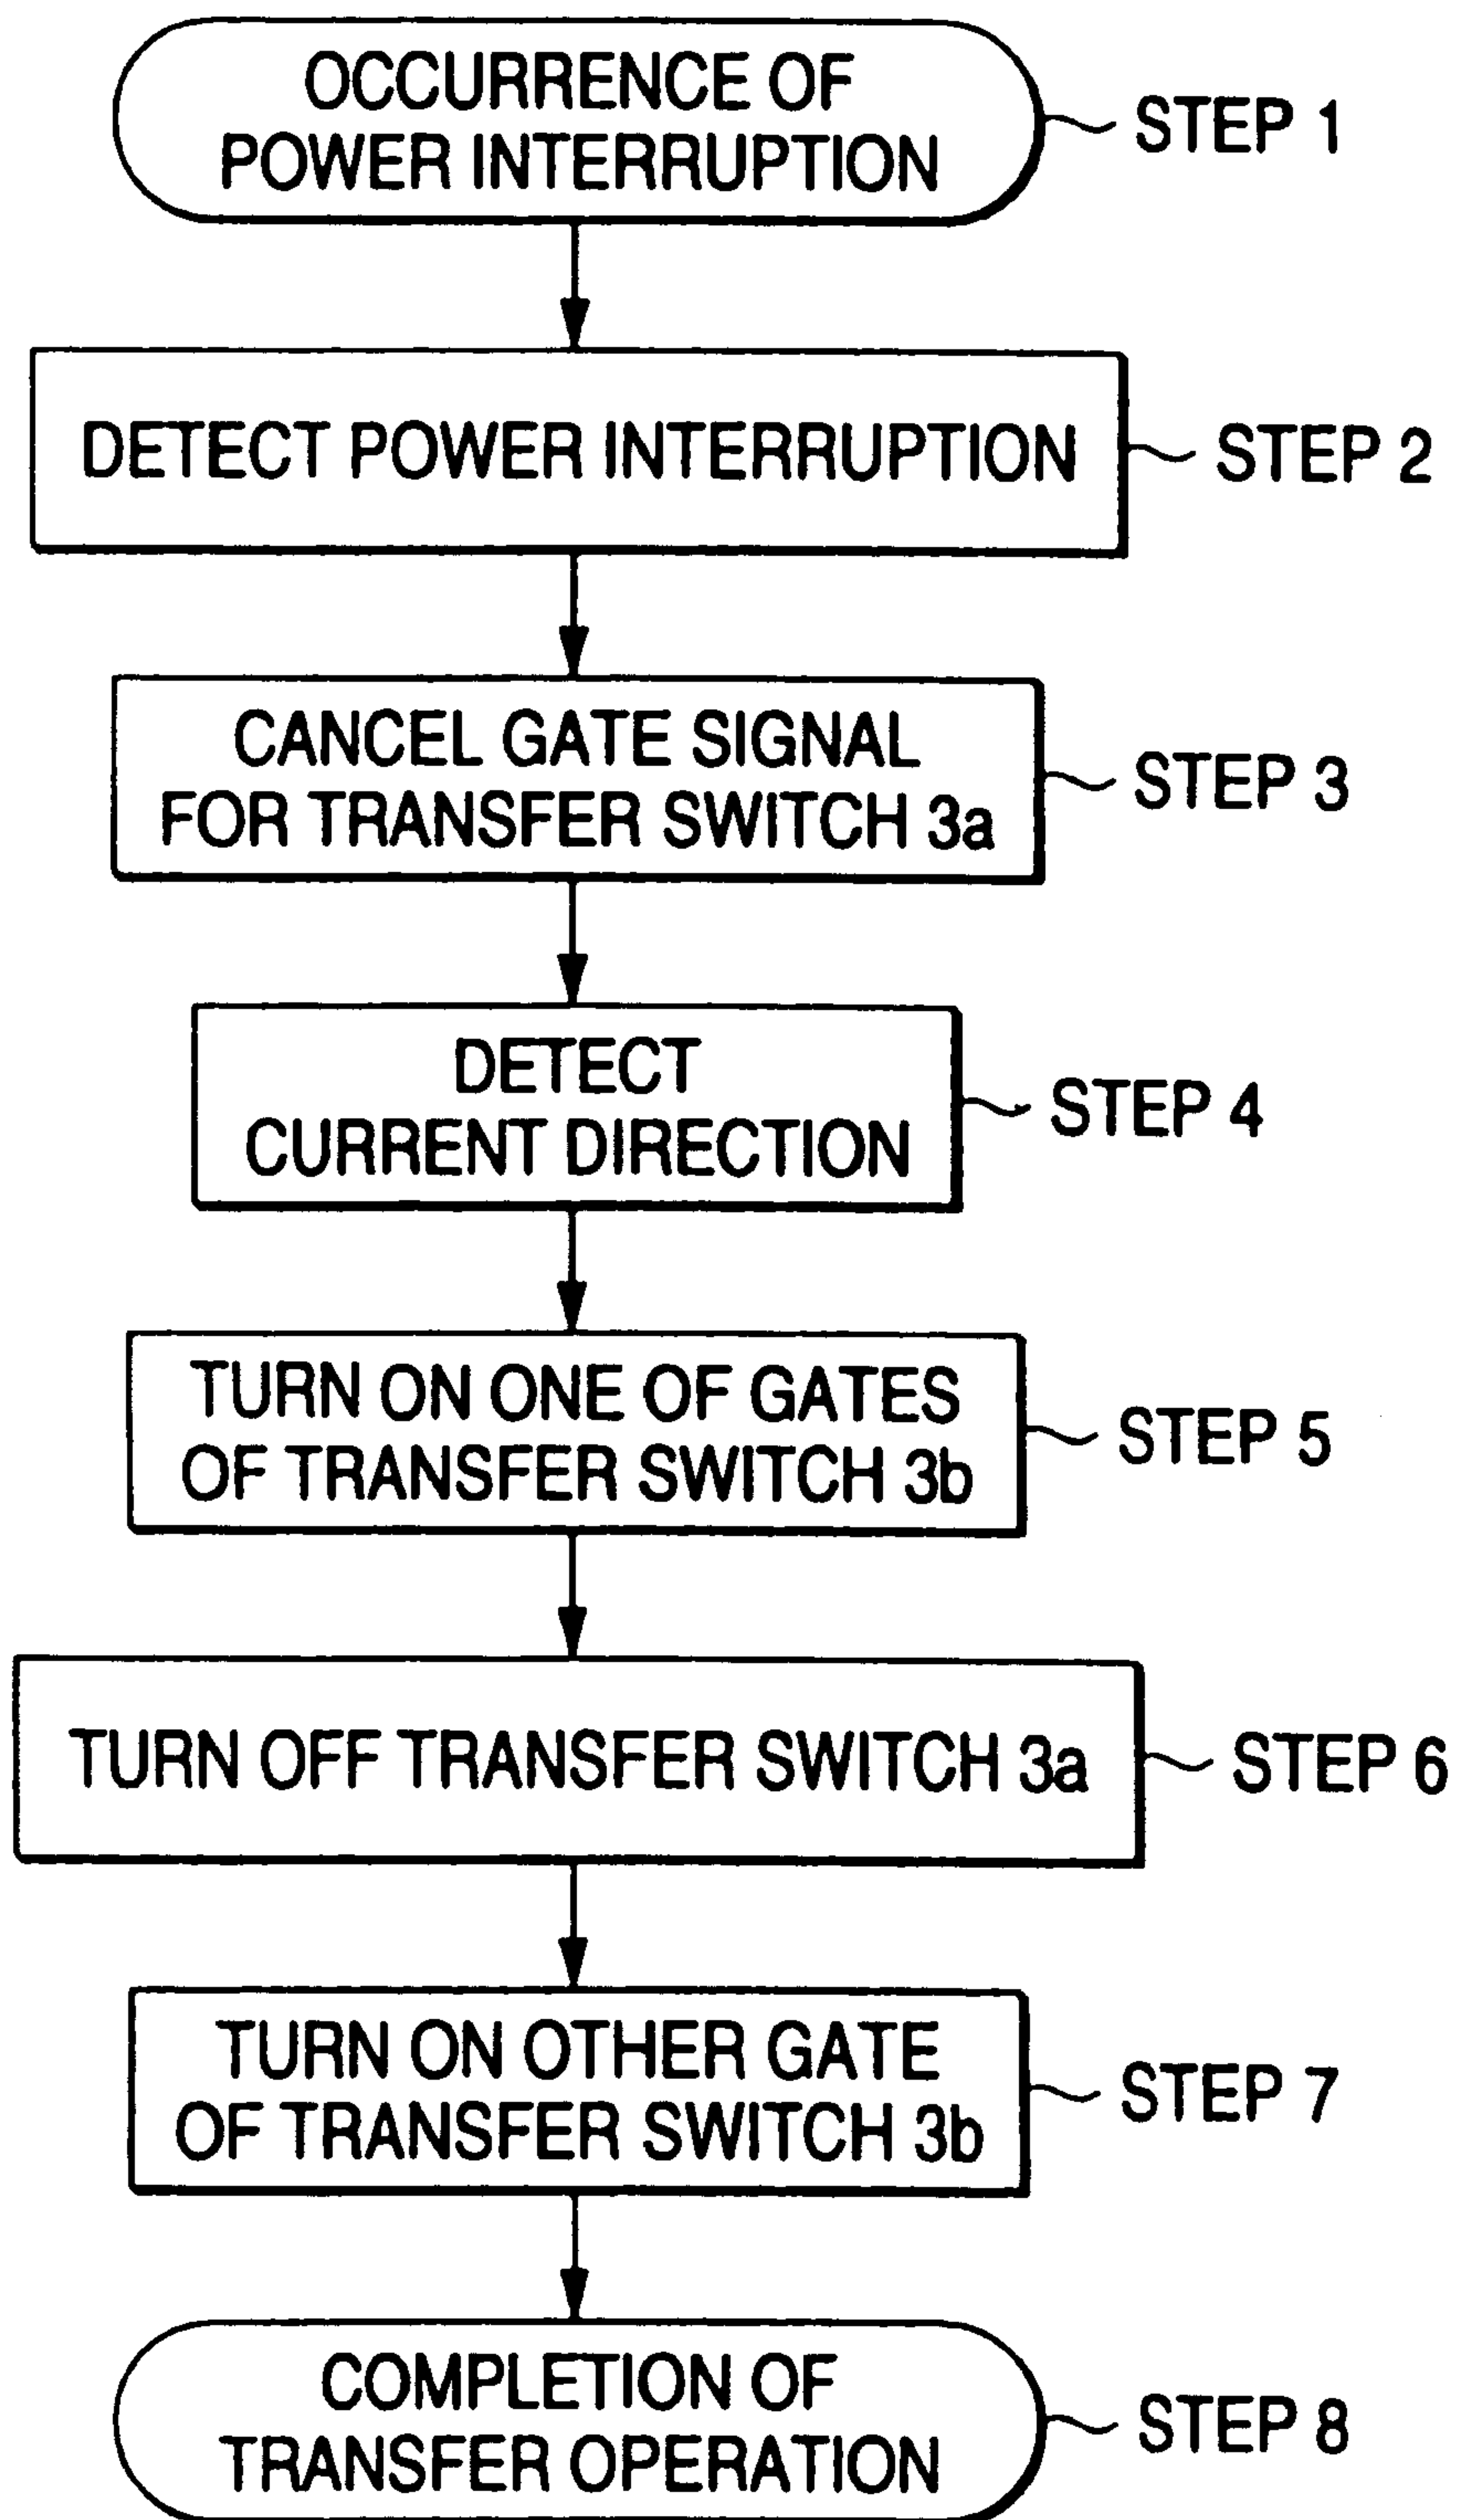 OCCURRENCE OF
POWER INTERRUPTION
STEP 1
DETECT POWER INTERRUPTION
STEP 2
CANCEL GATE SIGNAL
FOR TRANSFER SWITCH 3a
STEP 3
DETECT
CURRENT DIRECTION
STEP 4
TURN ON ONE OF GATES
OF TRANSFER SWITCH 3b
STEP 5
TURN OFF TRANSFER SWITCH 3a
STEP 6
TURN ON OTHER GATE
OF TRANSFER SWITCH 3b
STEP 7
COMPLETION OF
TRANSFER OPERATION
STEP 8